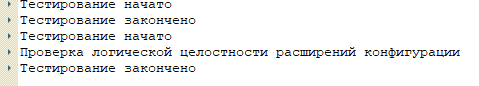 Тестирование начато
Тестирование закончено
Тестирование начато
Проверка логической целостности расширений конфигурации
Тестирование закончено